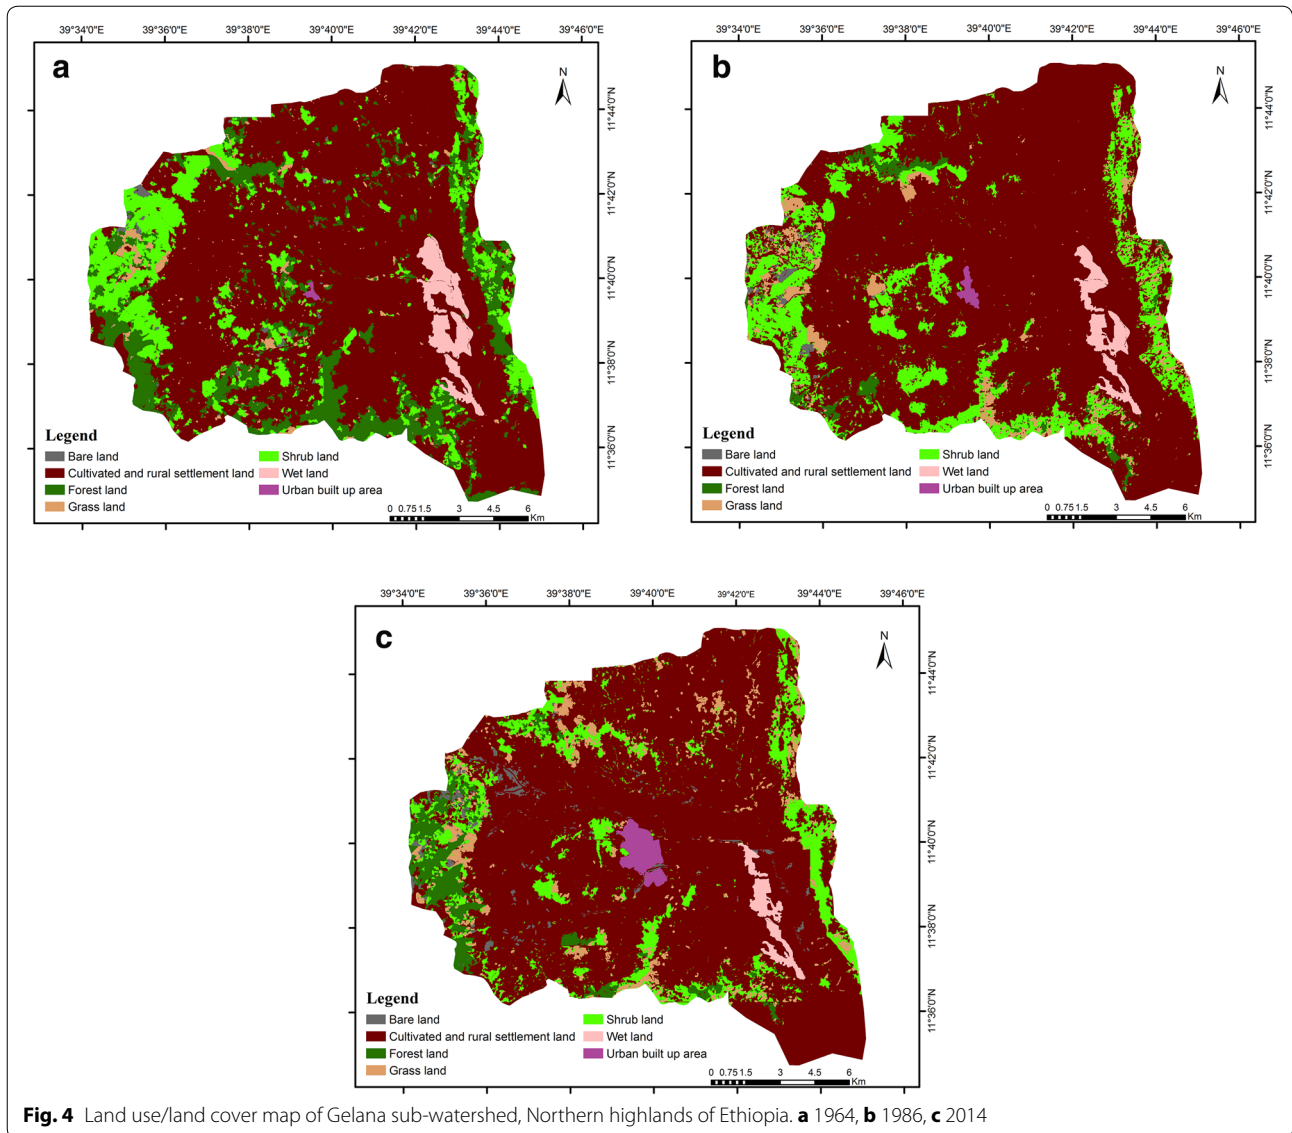 39°34'0"E 39°36'0"E 39°38'0"E 39°40'0"E 39°42'0"E 39°44'0"E 39°46'0"E
a
N
11°44'0"N
11°42'0"N
11°40'0"N
11°38'0"N
11°36'0"N
Legend
Bare land
Cultivated and rural settlement land
Forest land
Grass land
Shrub land
Wet land
Urban built up area
0 0.75 1.5 3 4.5 6
Km
39°34'0"E 39°36'0"E 39°38'0"E 39°40'0"E 39°42'0"E 39°44'0"E 39°46'0"E
b
N
11°44'0"N
11°42'0"N
11°40'0"N
11°38'0"N
11°36'0"N
Legend
Bare land
Cultivated and rural settlement land
Forest land
Grass land
Shrub land
Wet land
Urban built up area
0 0.75 1.5 3 4.5 6
Km
39°34'0"E 39°36'0"E 39°38'0"E 39°40'0"E 39°42'0"E 39°44'0"E 39°46'0"E
c
N
11°44'0"N
11°42'0"N
11°40'0"N
11°38'0"N
11°36'0"N
Legend
Bare land
Cultivated and rural settlement land
Forest land
Grass land
Shrub land
Wet land
Urban built up area
0 0.75 1.5 3 4.5 6
Km
Fig. 4 Land use/land cover map of Gelana sub-watershed, Northern highlands of Ethiopia. a 1964, b 1986, c 2014